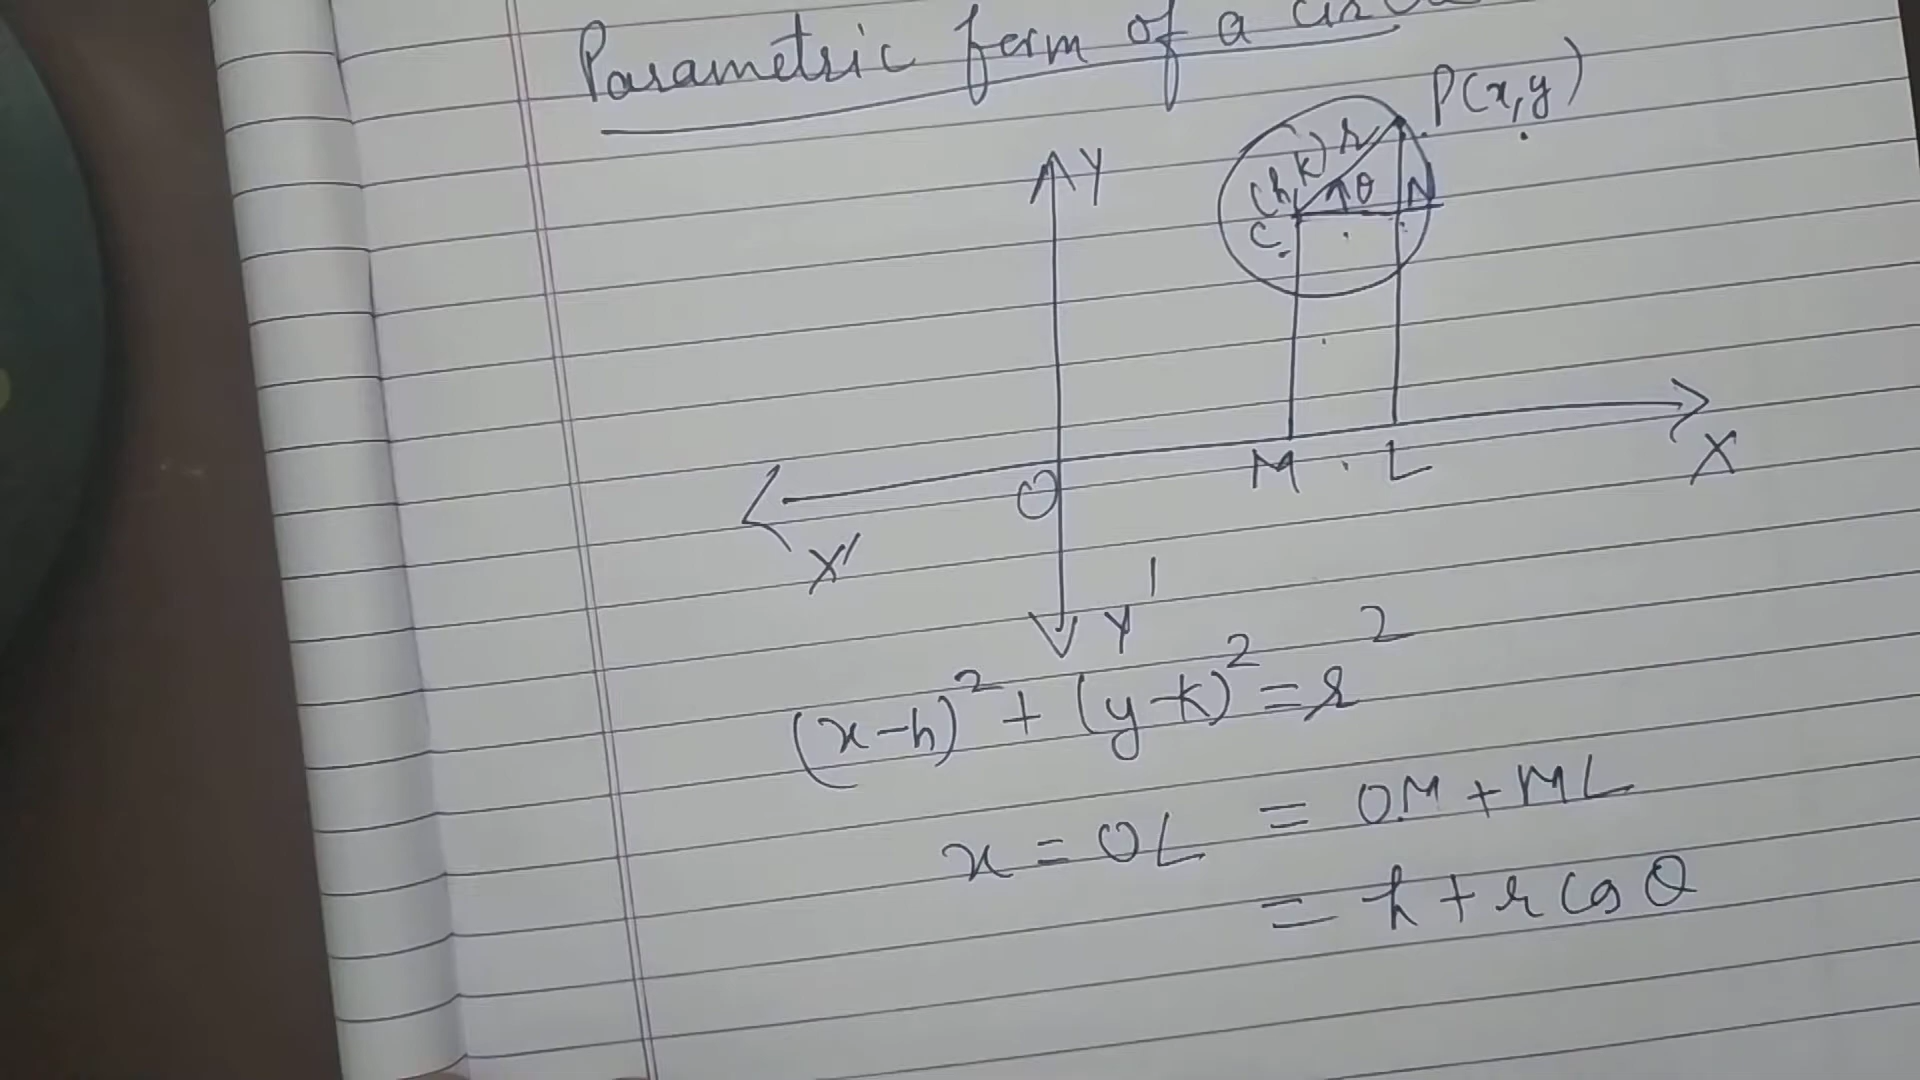 Parametric form of a
P(x,y)
Y
(h,k) r
θ N
C
M L
X
O
X'
Y'
(x-h)² + (y-k)² = r²
x = OL = OM + ML
= h + r cos θ